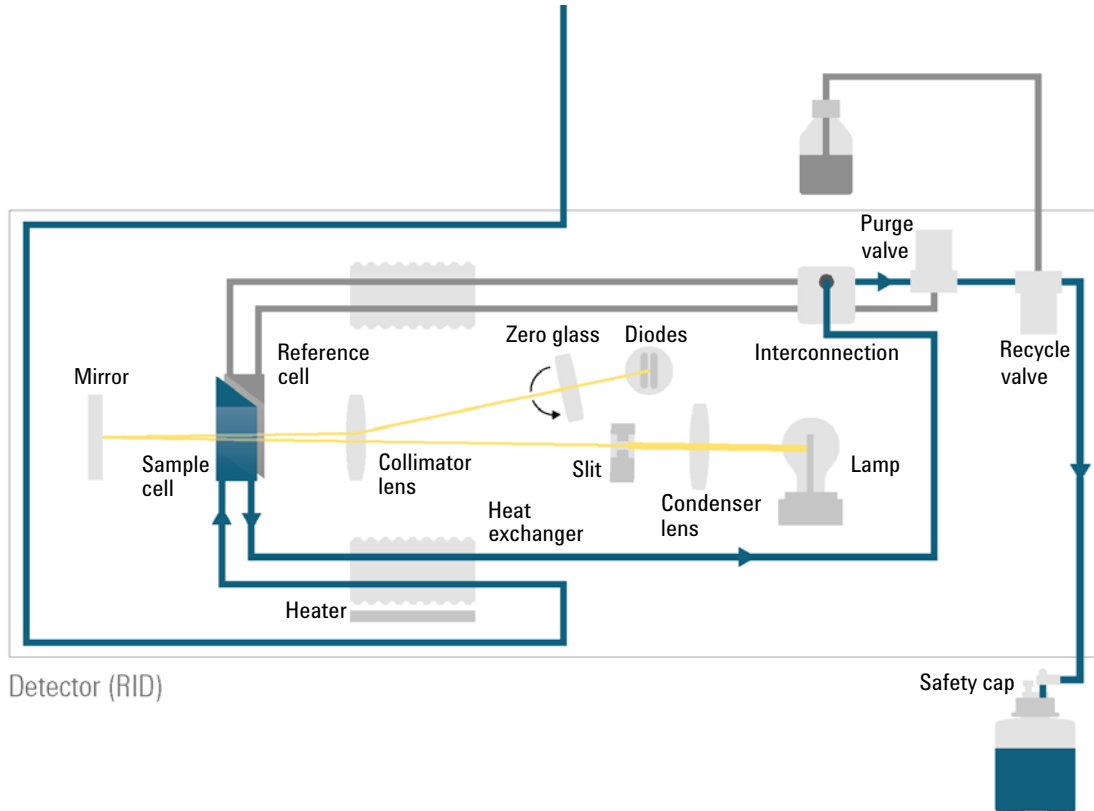 Purge
valve
Zero glass
Diodes
Interconnection
Recycle
valve
Reference
cell
Mirror
Sample
cell
Collimator
lens
Slit
Condenser
lens
Lamp
Heat
exchanger
Heater
Detector (RID)
Safety cap